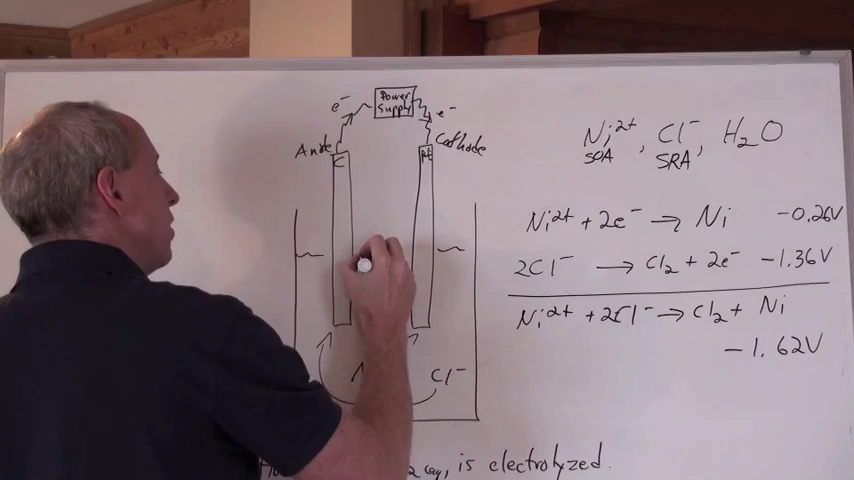 Power
Supply
e⁻
e⁻
Anode
Cathode
C
Cl⁻
Ni²⁺, Cl⁻, H₂O
SOA
SRA
Ni²⁺ + 2e⁻ → Ni -0.26V
2Cl⁻ → Cl₂ + 2e⁻ -1.36V
Ni²⁺ + 2Cl⁻ → Cl₂ + Ni
-1.62V
is electrolyzed.